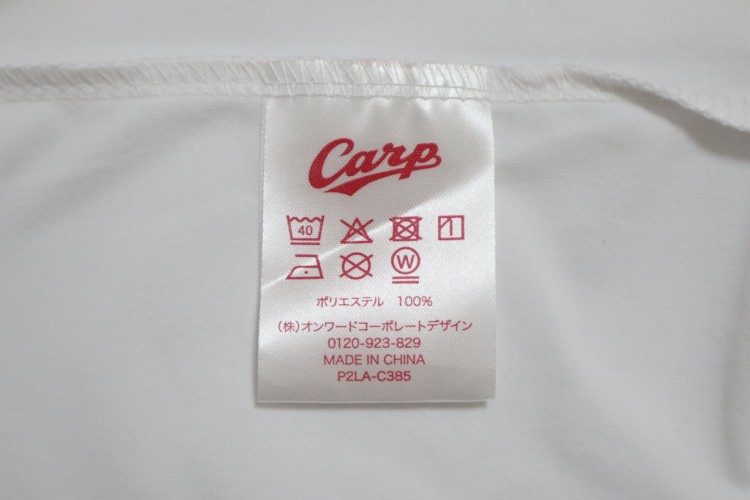 Carp
40
W
ポリエステル 100%
(株)オンワードコーポレートデザイン
0120-923-829
MADE IN CHINA
P2LA-C385